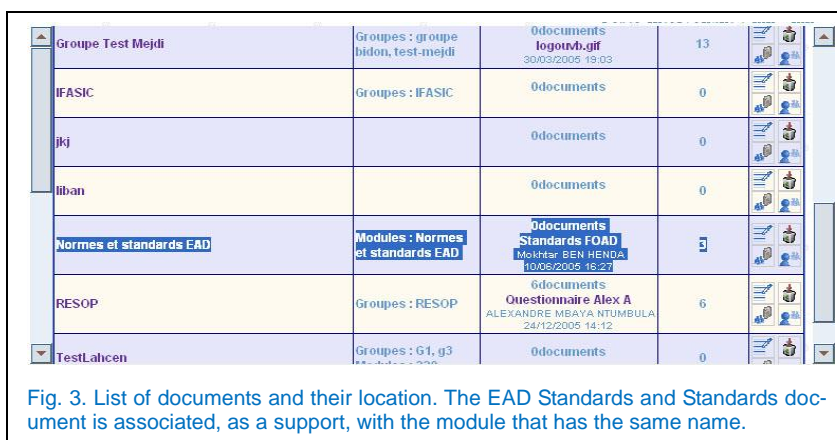 Groupe Test Mejdi
Groupes : groupe
bidon, test-mejdi
0documents
logouvb.gif
30/03/2005 19:03
13
IFASIC
Groupes : IFASIC
0documents
0
jkj
0documents
0
liban
0documents
0
Normes et standards EAD
Modules : Normes
et standards EAD
0documents
Standards FOAD
Mokhtar BEN HENDA
10/06/2005 16:27
3
RESOP
Groupes : RESOP
6documents
Questionnaire Alex A
ALEXANDRE MBAYA NTUMBULA
24/12/2005 14:12
6
TestLahcen
Groupes : G1, g3
0documents
0
Fig. 3. List of documents and their location. The EAD Standards and Standards doc-
ument is associated, as a support, with the module that has the same name.